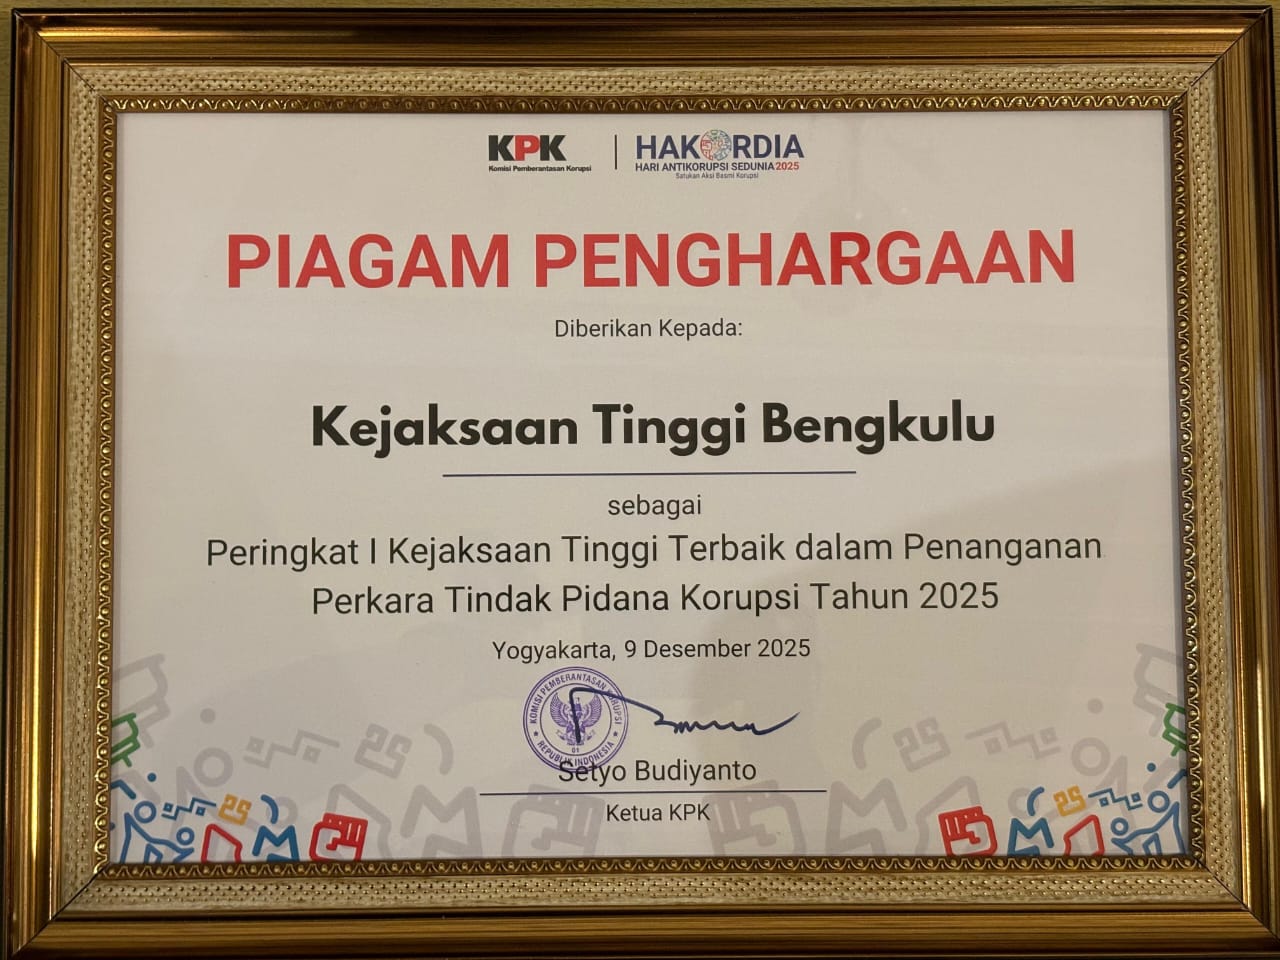 KPK
Komisi Pemberantasan Korupsi
HAKORDIA
HARI ANTIKORUPSI SEDUNIA 2025
Satukan Aksi Basmi Korupsi
PIAGAM PENGHARGAAN
Diberikan Kepada:
Kejaksaan Tinggi Bengkulu
sebagai
Peringkat I Kejaksaan Tinggi Terbaik dalam Penanganan
Perkara Tindak Pidana Korupsi Tahun 2025
Yogyakarta, 9 Desember 2025
KOMISI PEMBERANTASAN KORUPSI
01
REPUBLIK INDONESIA
Setyo Budiyanto
Ketua KPK